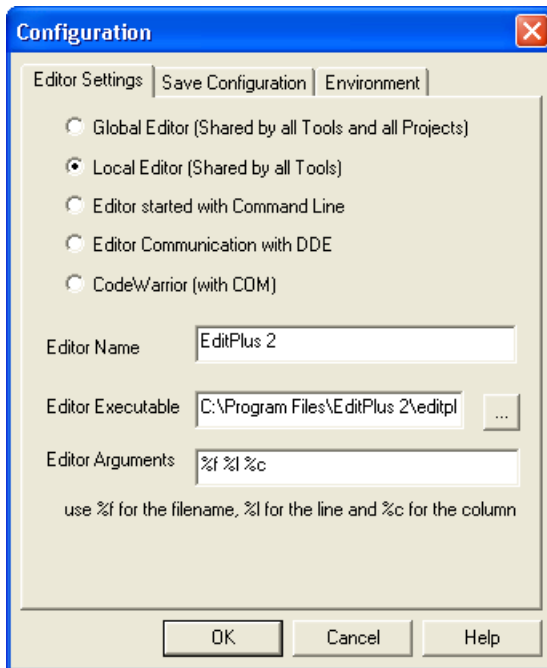 Configuration
Editor Settings
Save Configuration
Environment
Global Editor (Shared by all Tools and all Projects)
Local Editor (Shared by all Tools)
Editor started with Command Line
Editor Communication with DDE
CodeWarrior (with COM)
Editor Name
EditPlus 2
Editor Executable
C:\Program Files\EditPlus 2\editpl
...
Editor Arguments
%f %l %c
use %f for the filename, %l for the line and %c for the column
OK
Cancel
Help